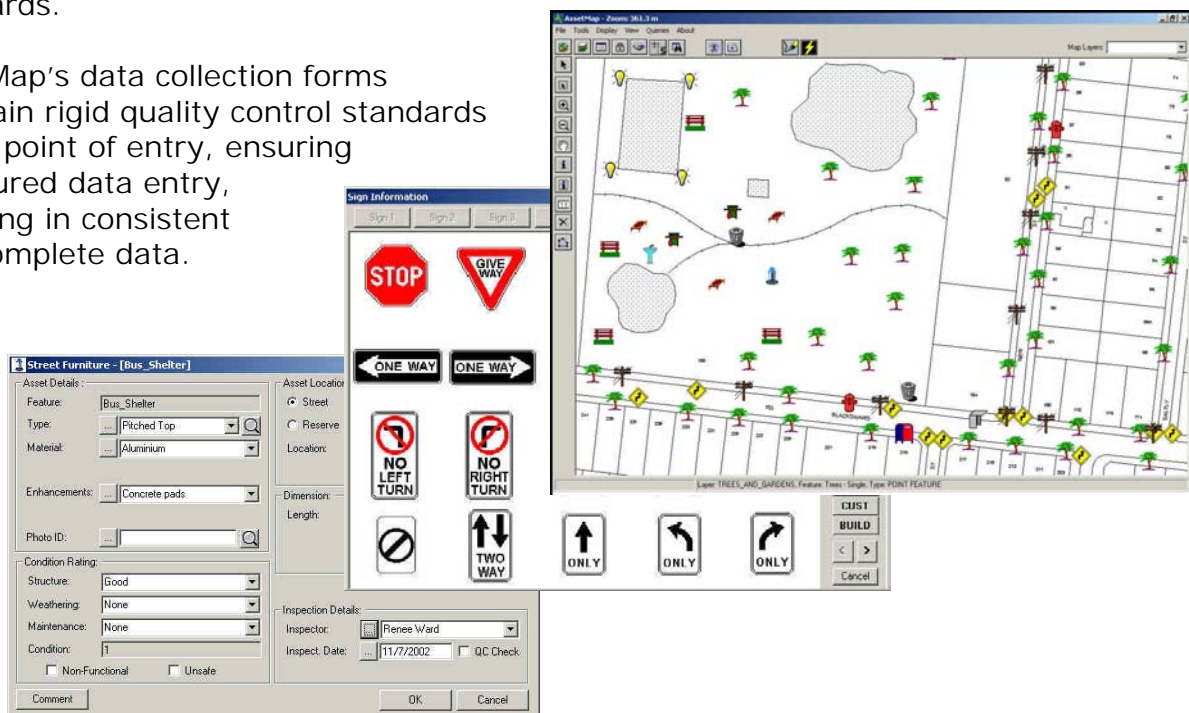 ards.
Map's data collection forms
ain rigid quality control standards
point of entry, ensuring
ured data entry,
ng in consistent
omplete data.
AssetMap - Zoom: 361.3 m
File Tools Display View Queries About
Map Layers:
Layer: TREES_AND_GARDENS, Feature: Trees - Single, Type: POINT FEATURE
Sign Information
Sign 1 Sign 2 Sign 3
STOP
GIVE
WAY
ONE WAY
ONE WAY
NO
LEFT
TURN
NO
RIGHT
TURN
TWO
WAY
ONLY
ONLY
ONLY
CUST
BUILD
< >
Cancel
Street Furniture - [Bus_Shelter]
Asset Details :
Feature: Bus_Shelter
Type: ... Pitched Top
Material: ... Aluminium
Enhancements: ... Concrete pads
Photo ID: ...
Asset Location
Street
Reserve
Location:
Dimension:
Length:
Condition Rating:
Structure: Good
Weathering: None
Maintenance: None
Condition: 1
Non-Functional Unsafe
Inspection Details:
Inspector: Renee Ward
Inspect. Date: ... 11/7/2002 QC Check
Comment OK Cancel